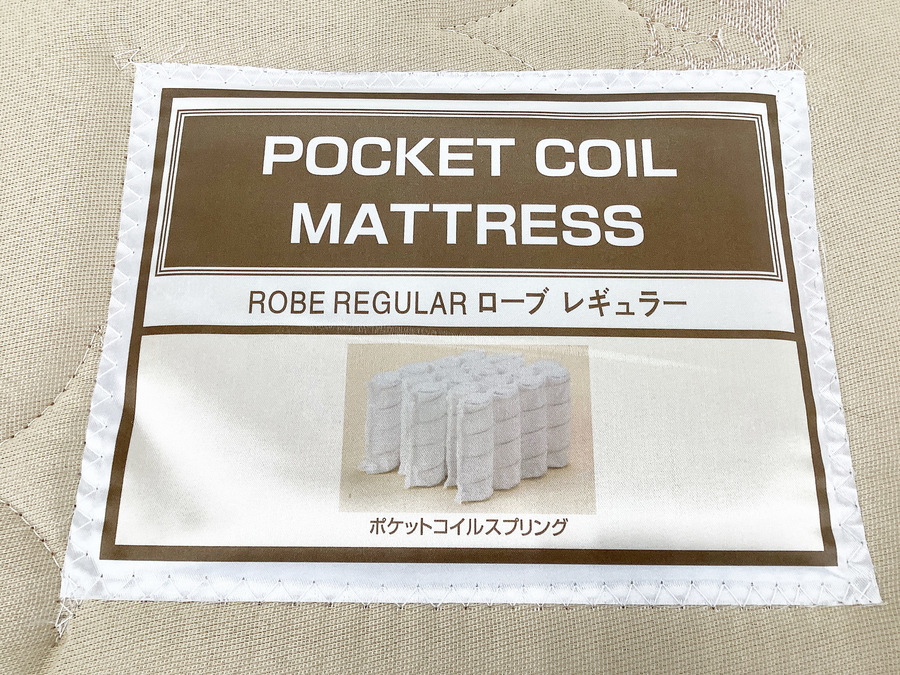 POCKET COIL
MATTRESS
ROBE REGULAR ローブ レギュラー
ポケットコイルスプリング